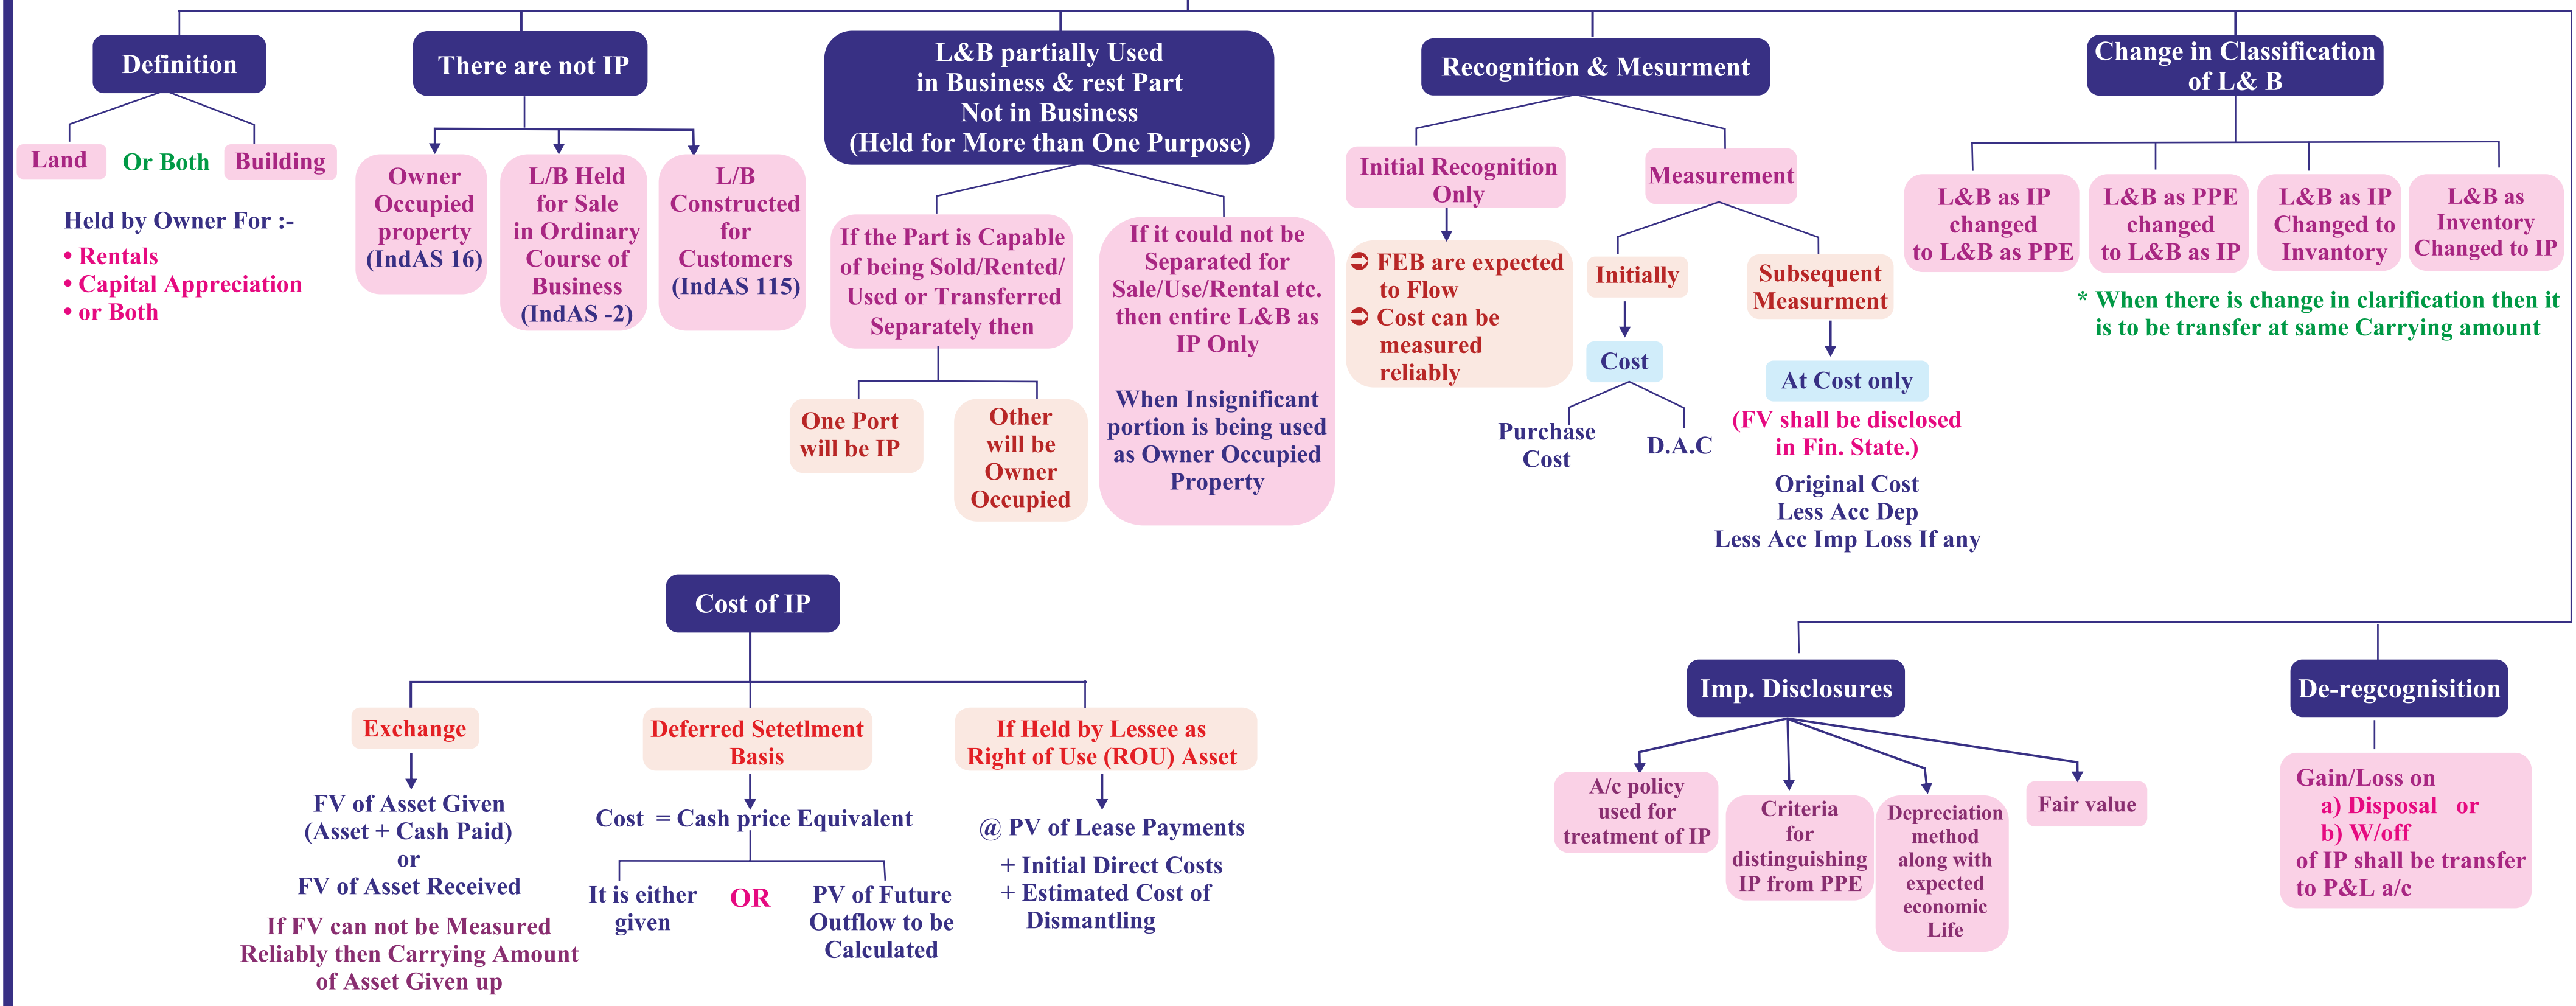 Definition
Land
Or Both
Building
Held by Owner For :-
• Rentals
• Capital Appreciation
• or Both
There are not IP
Owner
Occupied
property
(IndAS 16)
L/B Held
for Sale
in Ordinary
Course of
Business
(IndAS -2)
L/B
Constructed
for
Customers
(IndAS 115)
L&B partially Used
in Business & rest Part
Not in Business
(Held for More than One Purpose)
If the Part is Capable
of being Sold/Rented/
Used or Transferred
Separately then
One Port
will be IP
Other
will be
Owner
Occupied
If it could not be
Separated for
Sale/Use/Rental etc.
then entire L&B as
IP Only
When Insignificant
portion is being used
as Owner Occupied
Property
Recognition & Mesurment
Initial Recognition
Only
➲ FEB are expected
to Flow
➲ Cost can be
measured
reliably
Measurement
Initially
Cost
Purchase
Cost
D.A.C
Subsequent
Measurment
At Cost only
(FV shall be disclosed
in Fin. State.)
Original Cost
Less Acc Dep
Less Acc Imp Loss If any
Change in Classification
of L& B
L&B as IP
changed
to L&B as PPE
L&B as PPE
changed
to L&B as IP
L&B as IP
Changed to
Invantory
L&B as
Inventory
Changed to IP
* When there is change in clarification then it
is to be transfer at same Carrying amount
Cost of IP
Exchange
FV of Asset Given
(Asset + Cash Paid)
or
FV of Asset Received
If FV can not be Measured
Reliably then Carrying Amount
of Asset Given up
Deferred Setetlment
Basis
Cost = Cash price Equivalent
It is either
given
OR
PV of Future
Outflow to be
Calculated
If Held by Lessee as
Right of Use (ROU) Asset
@ PV of Lease Payments
+ Initial Direct Costs
+ Estimated Cost of
Dismantling
Imp. Disclosures
A/c policy
used for
treatment of IP
Criteria
for
distinguishing
IP from PPE
Depreciation
method
along with
expected
economic
Life
Fair value
De-regcognisition
Gain/Loss on
a) Disposal or
b) W/off
of IP shall be transfer
to P&L a/c